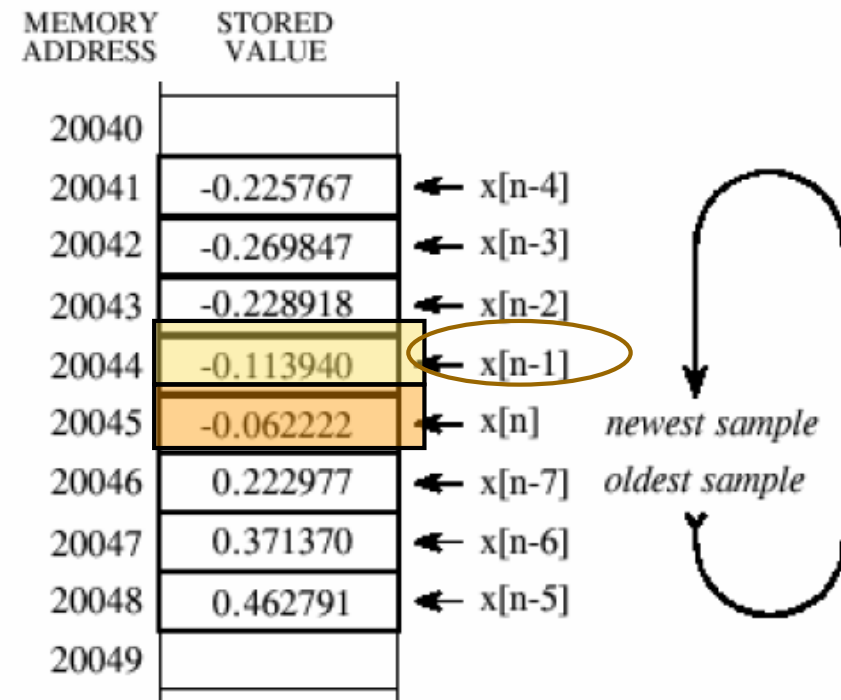 MEMORY ADDRESS STORED VALUE
20040
20041 -0.225767 x[n-4]
20042 -0.269847 x[n-3]
20043 -0.228918 x[n-2]
20044 -0.113940 x[n-1]
20045 -0.062222 x[n] newest sample
20046 0.222977 x[n-7] oldest sample
20047 0.371370 x[n-6]
20048 0.462791 x[n-5]
20049